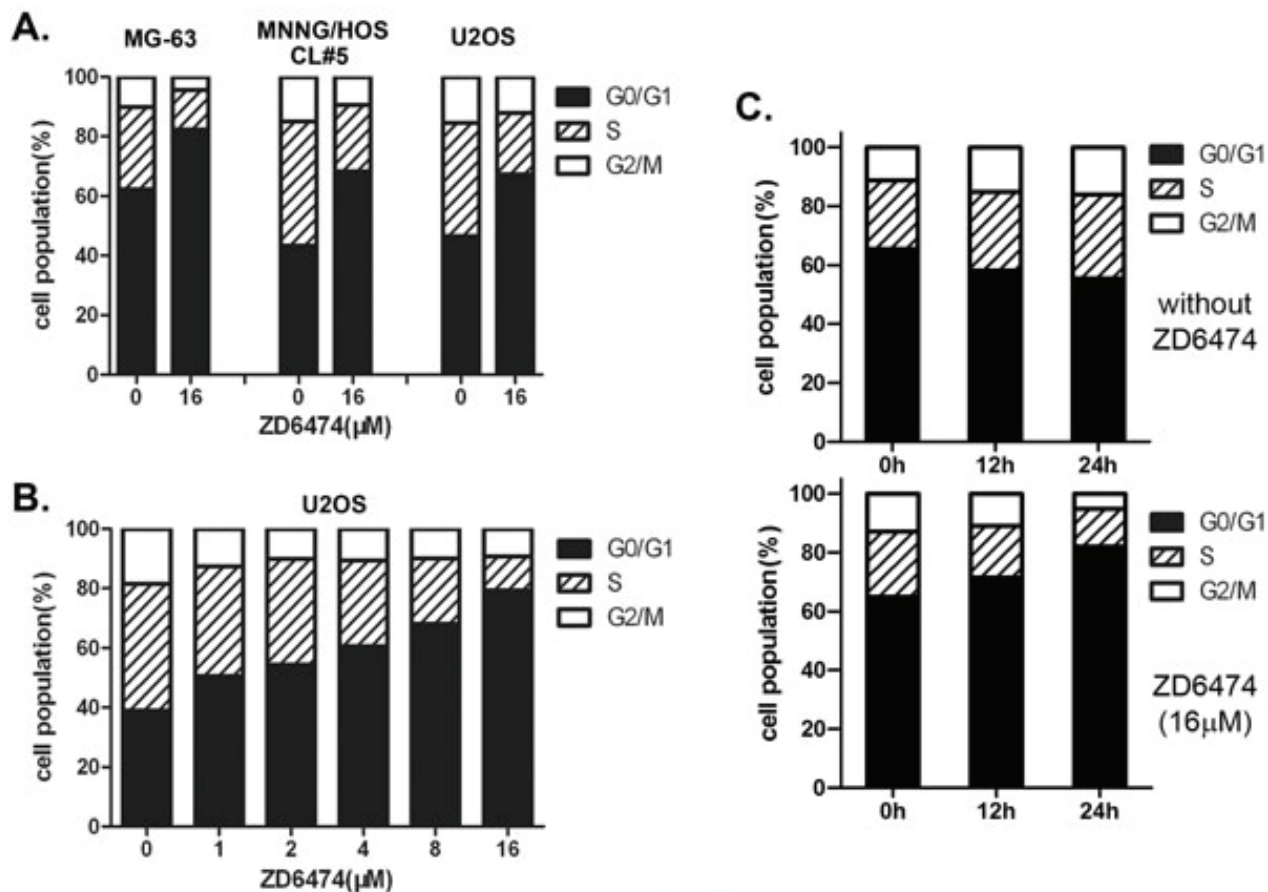 A.
MG-63
MNNG/HOS
CL#5
U2OS
cell population(%)
100
80
60
40
20
0
0 16 0 16 0 16
ZD6474(µM)
G0/G1
S
G2/M
B.
U2OS
cell population(%)
100
80
60
40
20
0
0 1 2 4 8 16
ZD6474(µM)
G0/G1
S
G2/M
C.
cell population(%)
100
80
60
40
20
0
0h 12h 24h
G0/G1
S
G2/M
without
ZD6474
cell population(%)
100
80
60
40
20
0
0h 12h 24h
G0/G1
S
G2/M
ZD6474
(16µM)